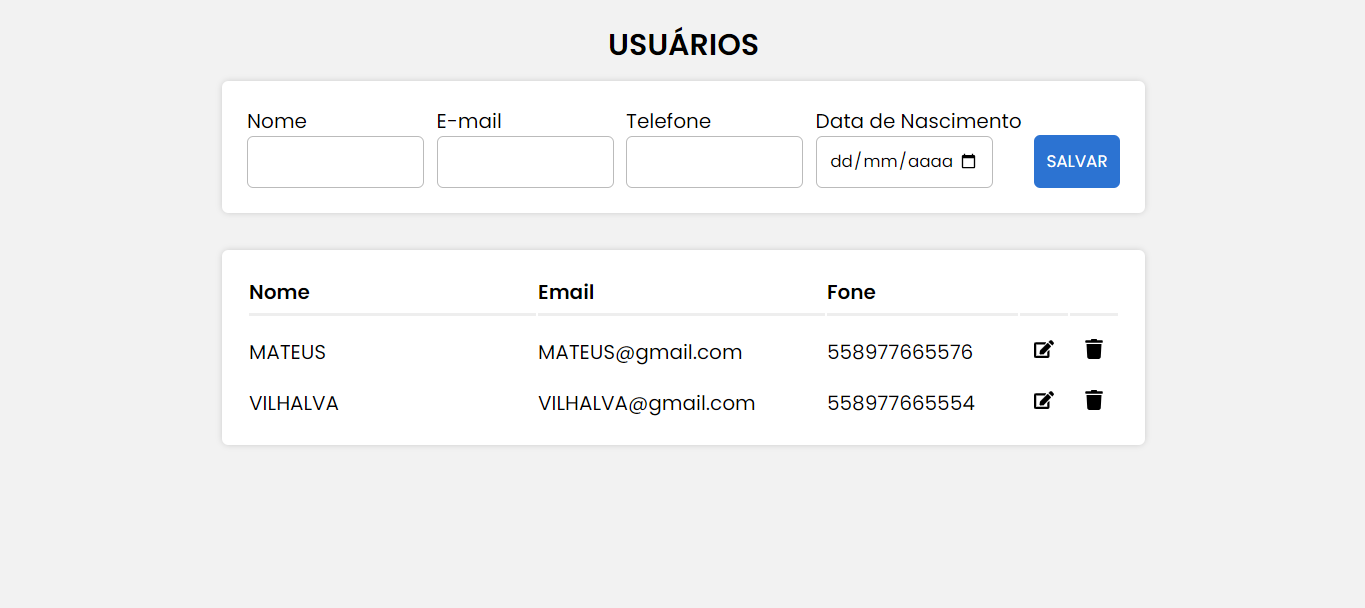 USUÁRIOS
Nome E-mail Telefone Data de Nascimento
dd/mm/aaaa SALVAR
Nome Email Fone
MATEUS MATEUS@gmail.com 558977665576
VILHALVA VILHALVA@gmail.com 558977665554